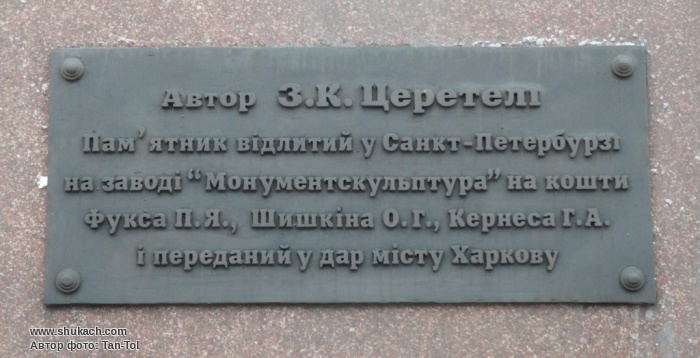 Автор З.К. Церетелі
Пам’ятник відлитий у Санкт-Петербурзі
на заводі “Монументскульптура” на кошти
Фукса П.Я., Шишкіна О.Г., Кернеса Г.А.
і переданий у дар місту Харкову
www.shukach.com
Автор фото: Tan-Tol